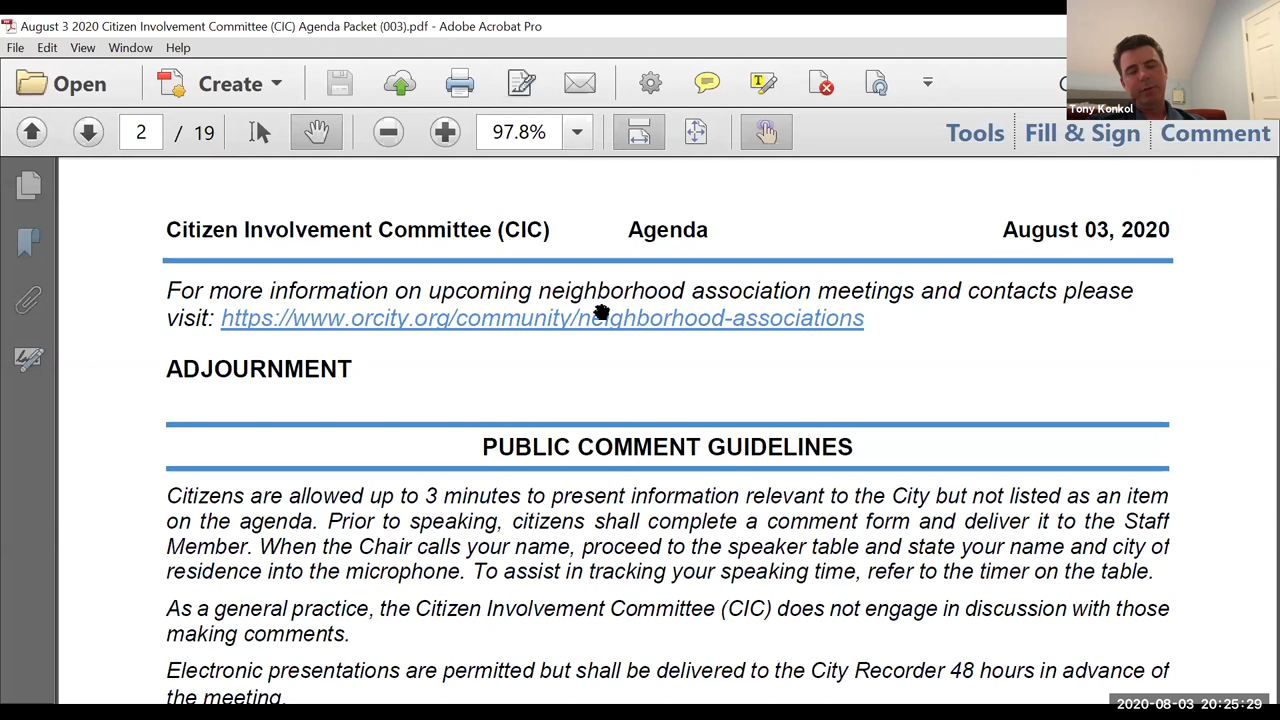 August 3 2020 Citizen Involvement Committee (CIC) Agenda Packet (003).pdf - Adobe Acrobat Pro
File Edit View Window Help
Open Create
Tony Konkol
2 / 19 97.8% Tools Fill & Sign Comment
Citizen Involvement Committee (CIC) Agenda August 03, 2020
For more information on upcoming neighborhood association meetings and contacts please
visit: https://www.orcity.org/community/neighborhood-associations
ADJOURNMENT
PUBLIC COMMENT GUIDELINES
Citizens are allowed up to 3 minutes to present information relevant to the City but not listed as an item
on the agenda. Prior to speaking, citizens shall complete a comment form and deliver it to the Staff
Member. When the Chair calls your name, proceed to the speaker table and state your name and city of
residence into the microphone. To assist in tracking your speaking time, refer to the timer on the table.
As a general practice, the Citizen Involvement Committee (CIC) does not engage in discussion with those
making comments.
Electronic presentations are permitted but shall be delivered to the City Recorder 48 hours in advance of
the meeting.
2020-08-03 20:25:29